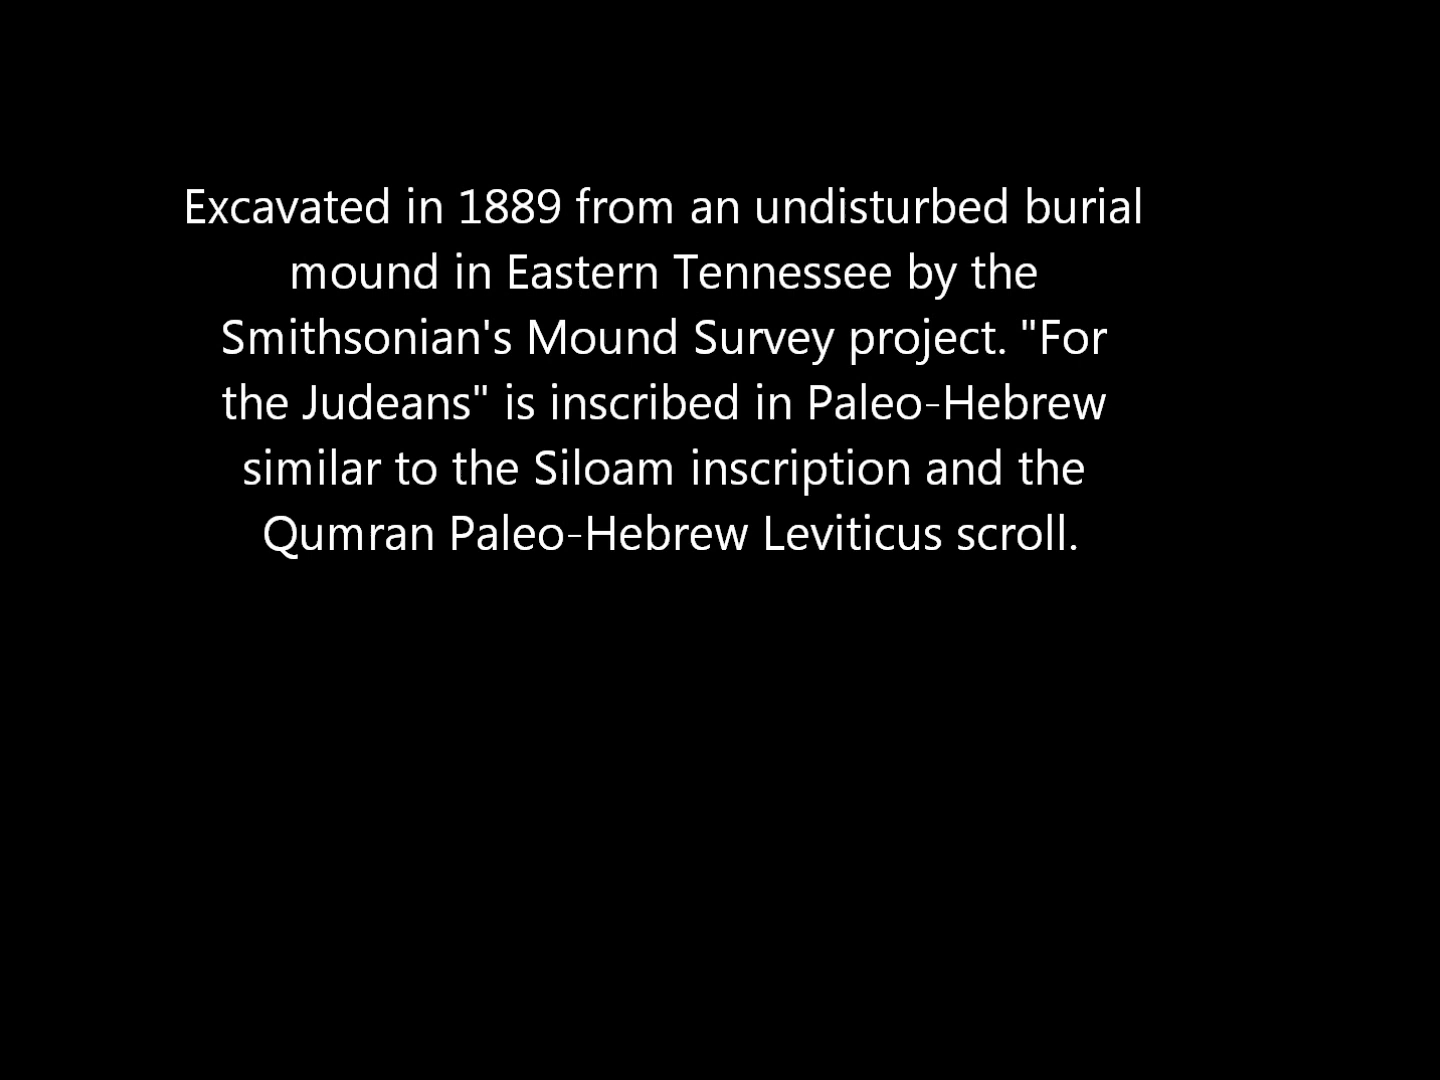 Excavated in 1889 from an undisturbed burial
mound in Eastern Tennessee by the
Smithsonian's Mound Survey project. "For
the Judeans" is inscribed in Paleo-Hebrew
similar to the Siloam inscription and the
Qumran Paleo-Hebrew Leviticus scroll.